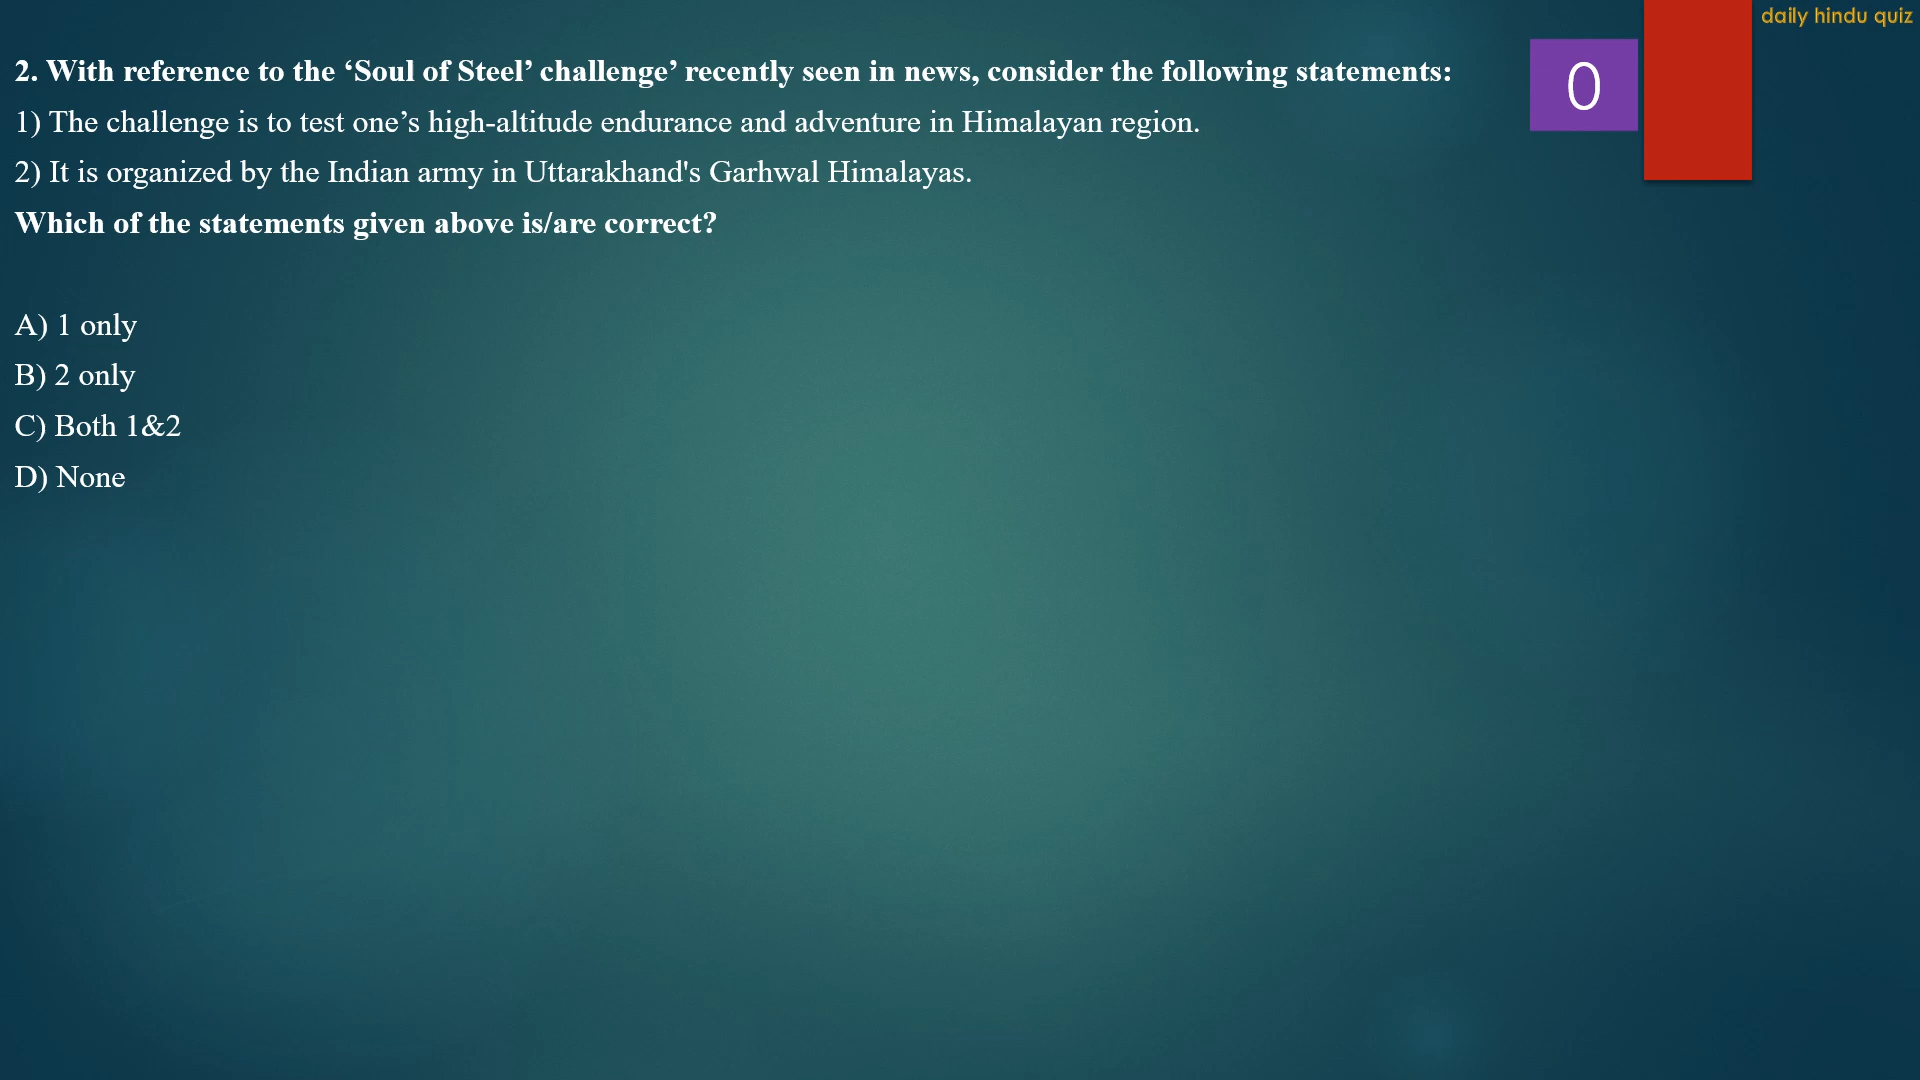 daily hindu quiz
2. With reference to the ‘Soul of Steel’ challenge’ recently seen in news, consider the following statements:
0
1) The challenge is to test one’s high-altitude endurance and adventure in Himalayan region.
2) It is organized by the Indian army in Uttarakhand's Garhwal Himalayas.
Which of the statements given above is/are correct?
A) 1 only
B) 2 only
C) Both 1&2
D) None